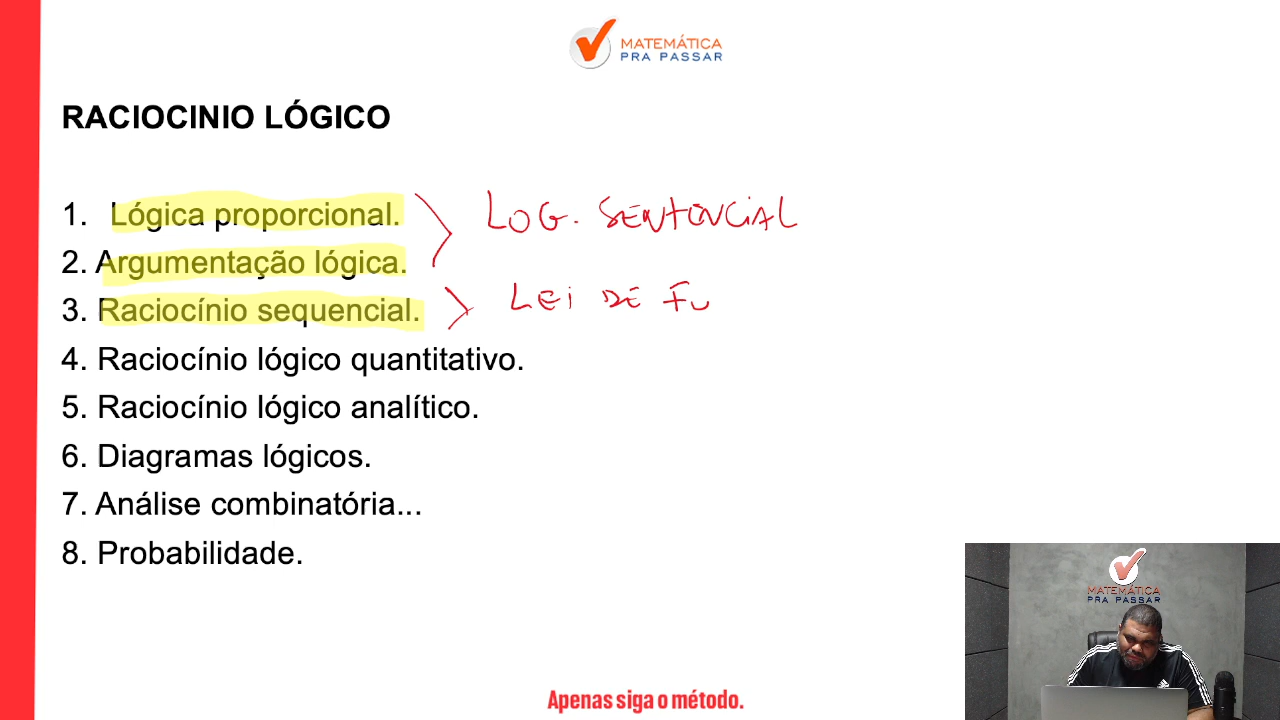 MATEMÁTICA
PRA PASSAR
RACIOCINIO LÓGICO
1. Lógica proporcional.
LOG. SENTENCIAL
2. Argumentação lógica.
3. Raciocínio sequencial.
LEI DE FU
4. Raciocínio lógico quantitativo.
5. Raciocínio lógico analítico.
6. Diagramas lógicos.
7. Análise combinatória...
8. Probabilidade.
MATEMÁTICA
PRA PASSAR
Apenas siga o método.